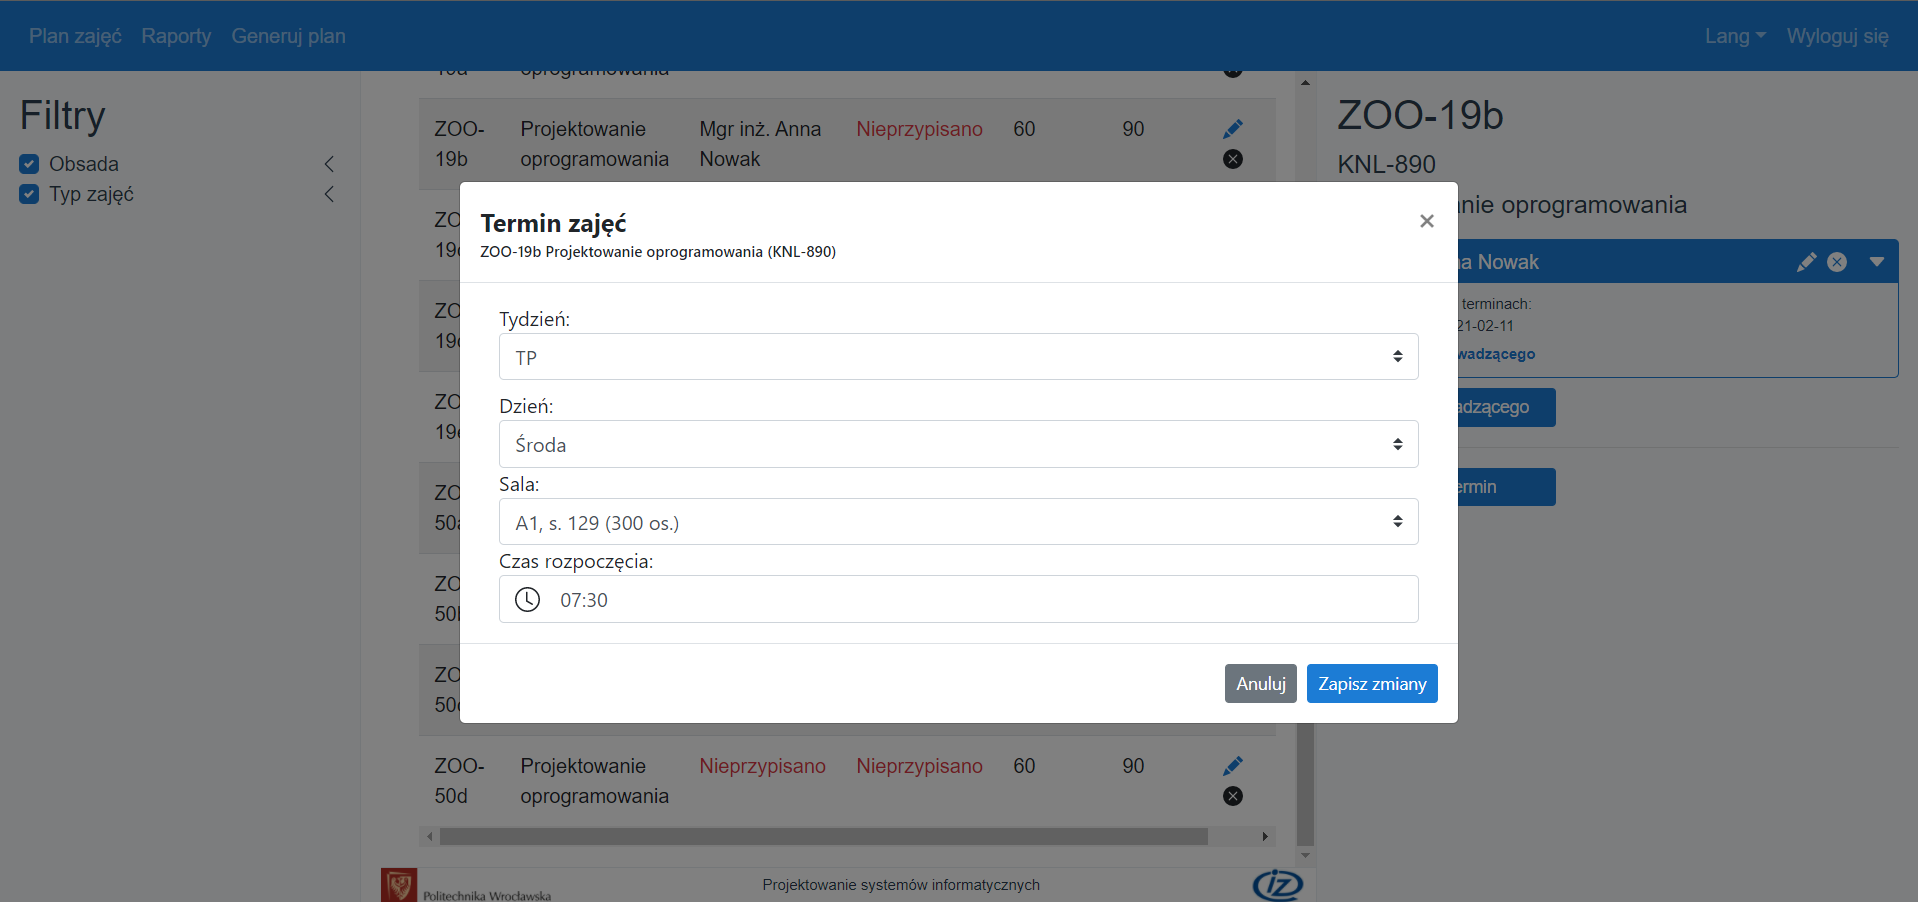 Plan zajęć Raporty Generuj plan Lang Wyloguj się
Filtry
Obsada
Typ zajęć
oprogramowania
ZOO-19b Projektowanie oprogramowania Mgr inż. Anna Nowak Nieprzypisano 60 90
ZOO-19b
KNL-890
nie oprogramowania
Nowak
terminach:
21-02-11
wadzącego
adzącego
ermin
Termin zajęć
ZOO-19b Projektowanie oprogramowania (KNL-890)
Tydzień:
TP
Dzień:
Środa
Sala:
A1, s. 129 (300 os.)
Czas rozpoczęcia:
07:30
Anuluj Zapisz zmiany
ZO
19
ZO
19
ZO
19
ZO
50
ZO
50
ZO
50
ZOO-50d Projektowanie oprogramowania Nieprzypisano Nieprzypisano 60 90
Politechnika Wrocławska
Projektowanie systemów informatycznych
iz